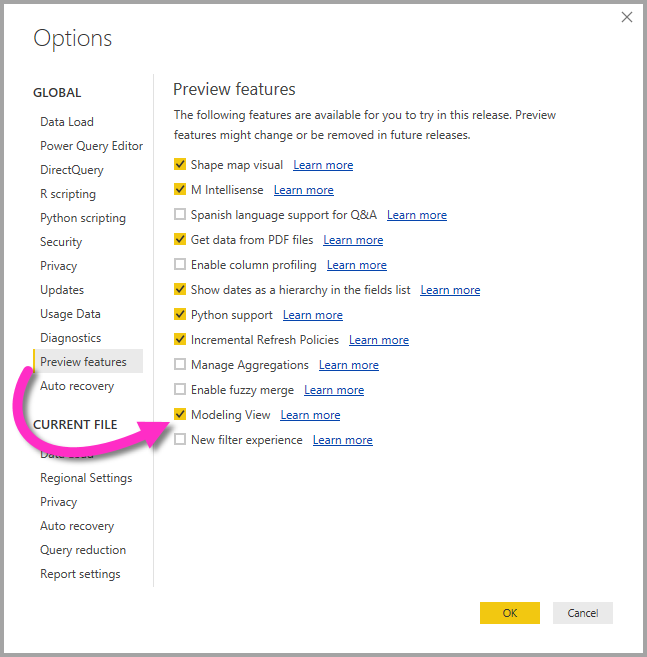 Options
GLOBAL
Data Load
Power Query Editor
DirectQuery
R scripting
Python scripting
Security
Privacy
Updates
Usage Data
Diagnostics
Preview features
Auto recovery
CURRENT FILE
Data Load
Regional Settings
Privacy
Auto recovery
Query reduction
Report settings
Preview features
The following features are available for you to try in this release. Preview
features might change or be removed in future releases.
Shape map visual Learn more
M Intellisense Learn more
Spanish language support for Q&A Learn more
Get data from PDF files Learn more
Enable column profiling Learn more
Show dates as a hierarchy in the fields list Learn more
Python support Learn more
Incremental Refresh Policies Learn more
Manage Aggregations Learn more
Enable fuzzy merge Learn more
Modeling View Learn more
New filter experience Learn more
OK Cancel